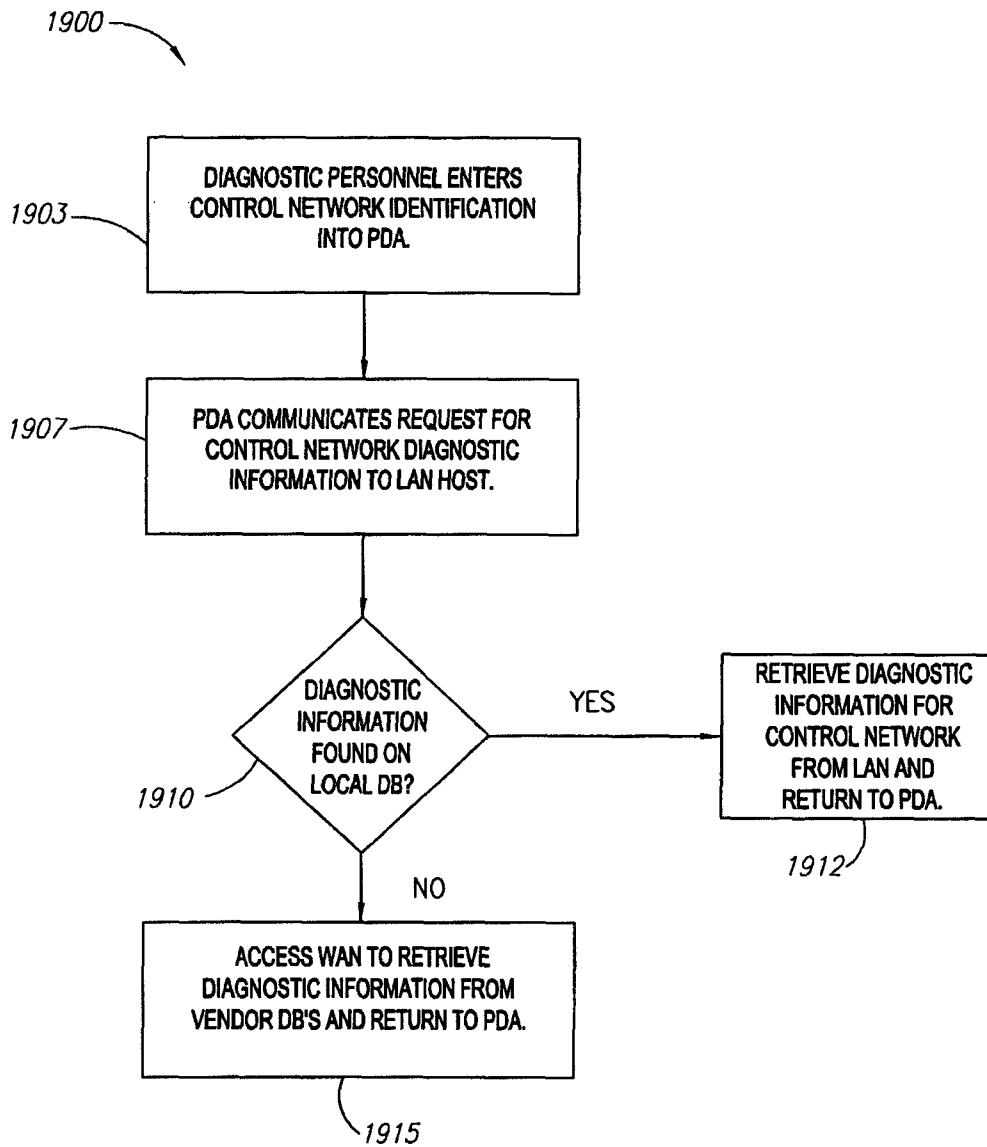 1900
DIAGNOSTIC PERSONNEL ENTERS
CONTROL NETWORK IDENTIFICATION
INTO PDA.
1903
PDA COMMUNICATES REQUEST FOR
CONTROL NETWORK DIAGNOSTIC
INFORMATION TO LAN HOST.
1907
DIAGNOSTIC
INFORMATION
FOUND ON
LOCAL DB?
1910
YES
RETRIEVE DIAGNOSTIC
INFORMATION FOR
CONTROL NETWORK
FROM LAN AND
RETURN TO PDA.
1912
NO
ACCESS WAN TO RETRIEVE
DIAGNOSTIC INFORMATION FROM
VENDOR DB'S AND RETURN TO PDA.
1915